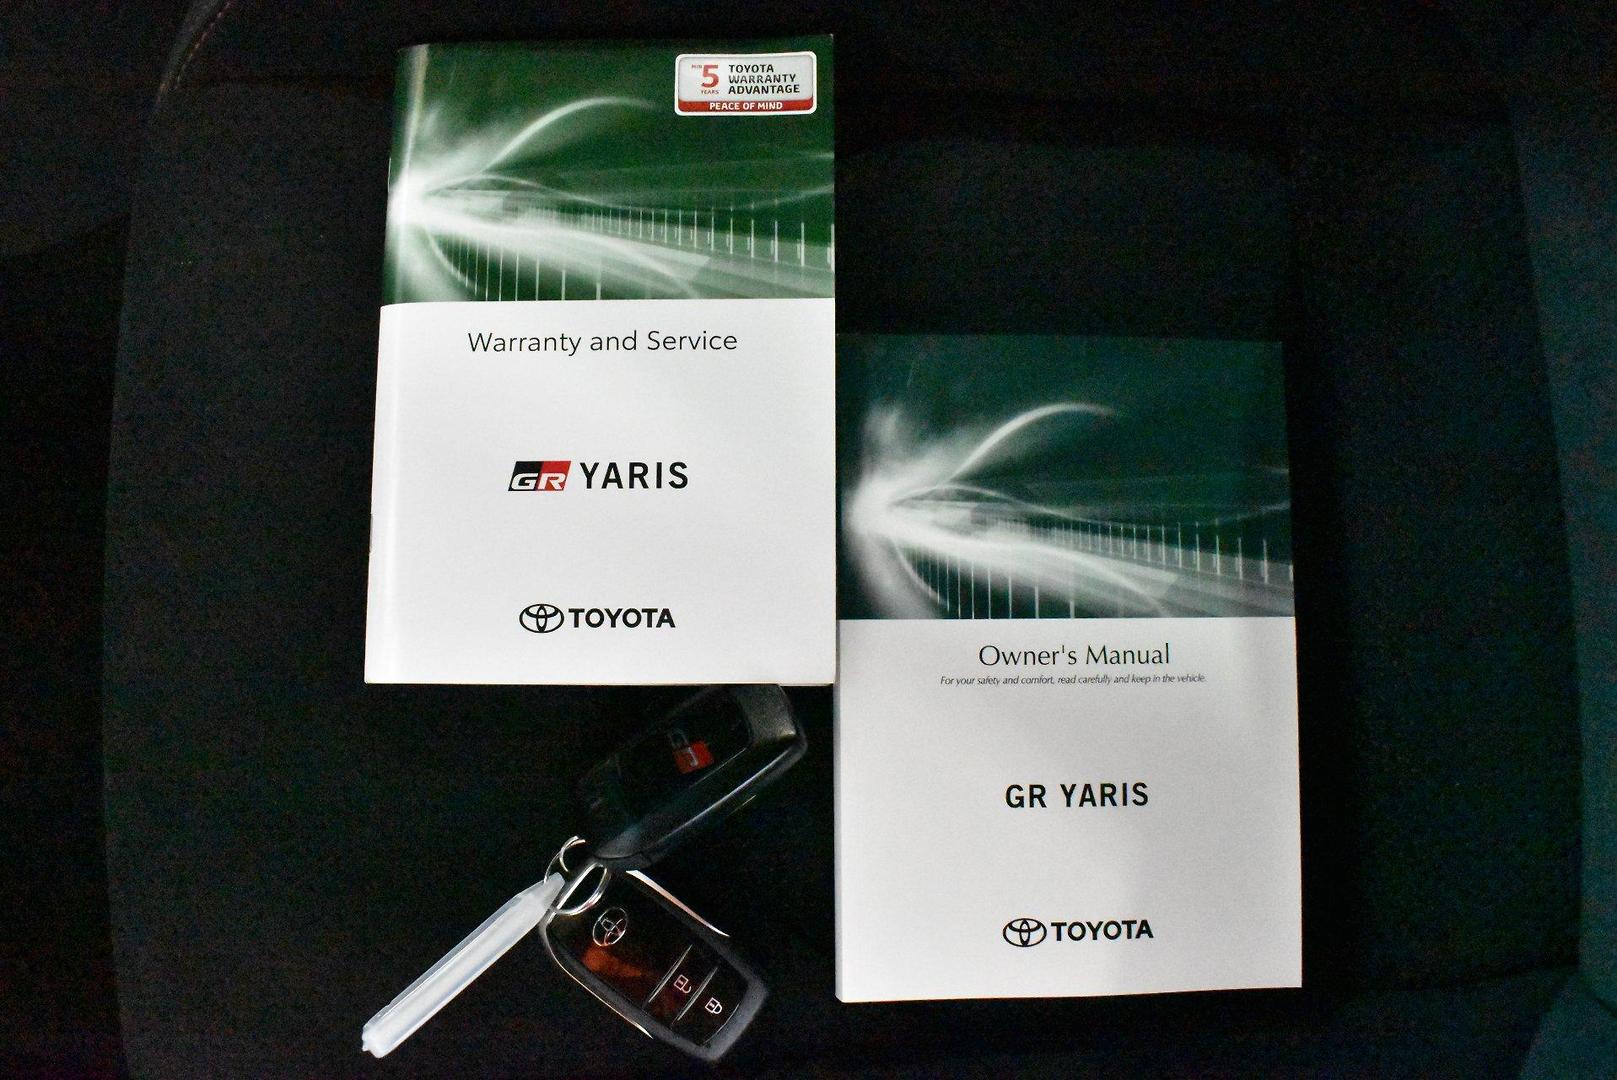 MIN 5 YEARS
TOYOTA
WARRANTY
ADVANTAGE
PEACE OF MIND
Warranty and Service
GR YARIS
TOYOTA
Owner's Manual
For your safety and comfort, read carefully and keep in the vehicle.
GR YARIS
TOYOTA